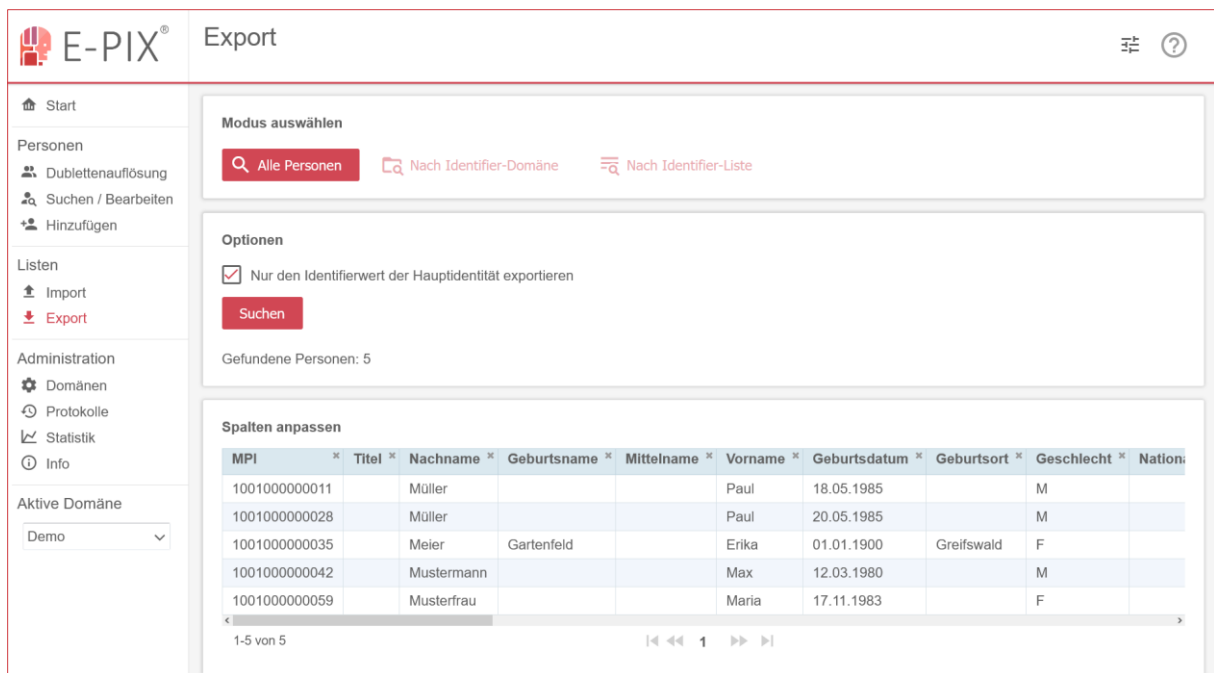 E-PIX®
Export
Start
Personen
Dublettenauflösung
Suchen / Bearbeiten
Hinzufügen
Listen
Import
Export
Administration
Domänen
Protokolle
Statistik
Info
Aktive Domäne
Demo
Modus auswählen
Alle Personen Nach Identifier-Domäne Nach Identifier-Liste
Optionen
Nur den Identifierwert der Hauptidentität exportieren
Suchen
Gefundene Personen: 5
Spalten anpassen
MPI Titel Nachname Geburtsname Mittelname Vorname Geburtsdatum Geburtsort Geschlecht Nationa
1001000000011 Müller Paul 18.05.1985 M
1001000000028 Müller Paul 20.05.1985 M
1001000000035 Meier Gartenfeld Erika 01.01.1900 Greifswald F
1001000000042 Mustermann Max 12.03.1980 M
1001000000059 Musterfrau Maria 17.11.1983 F
1-5 von 5 1